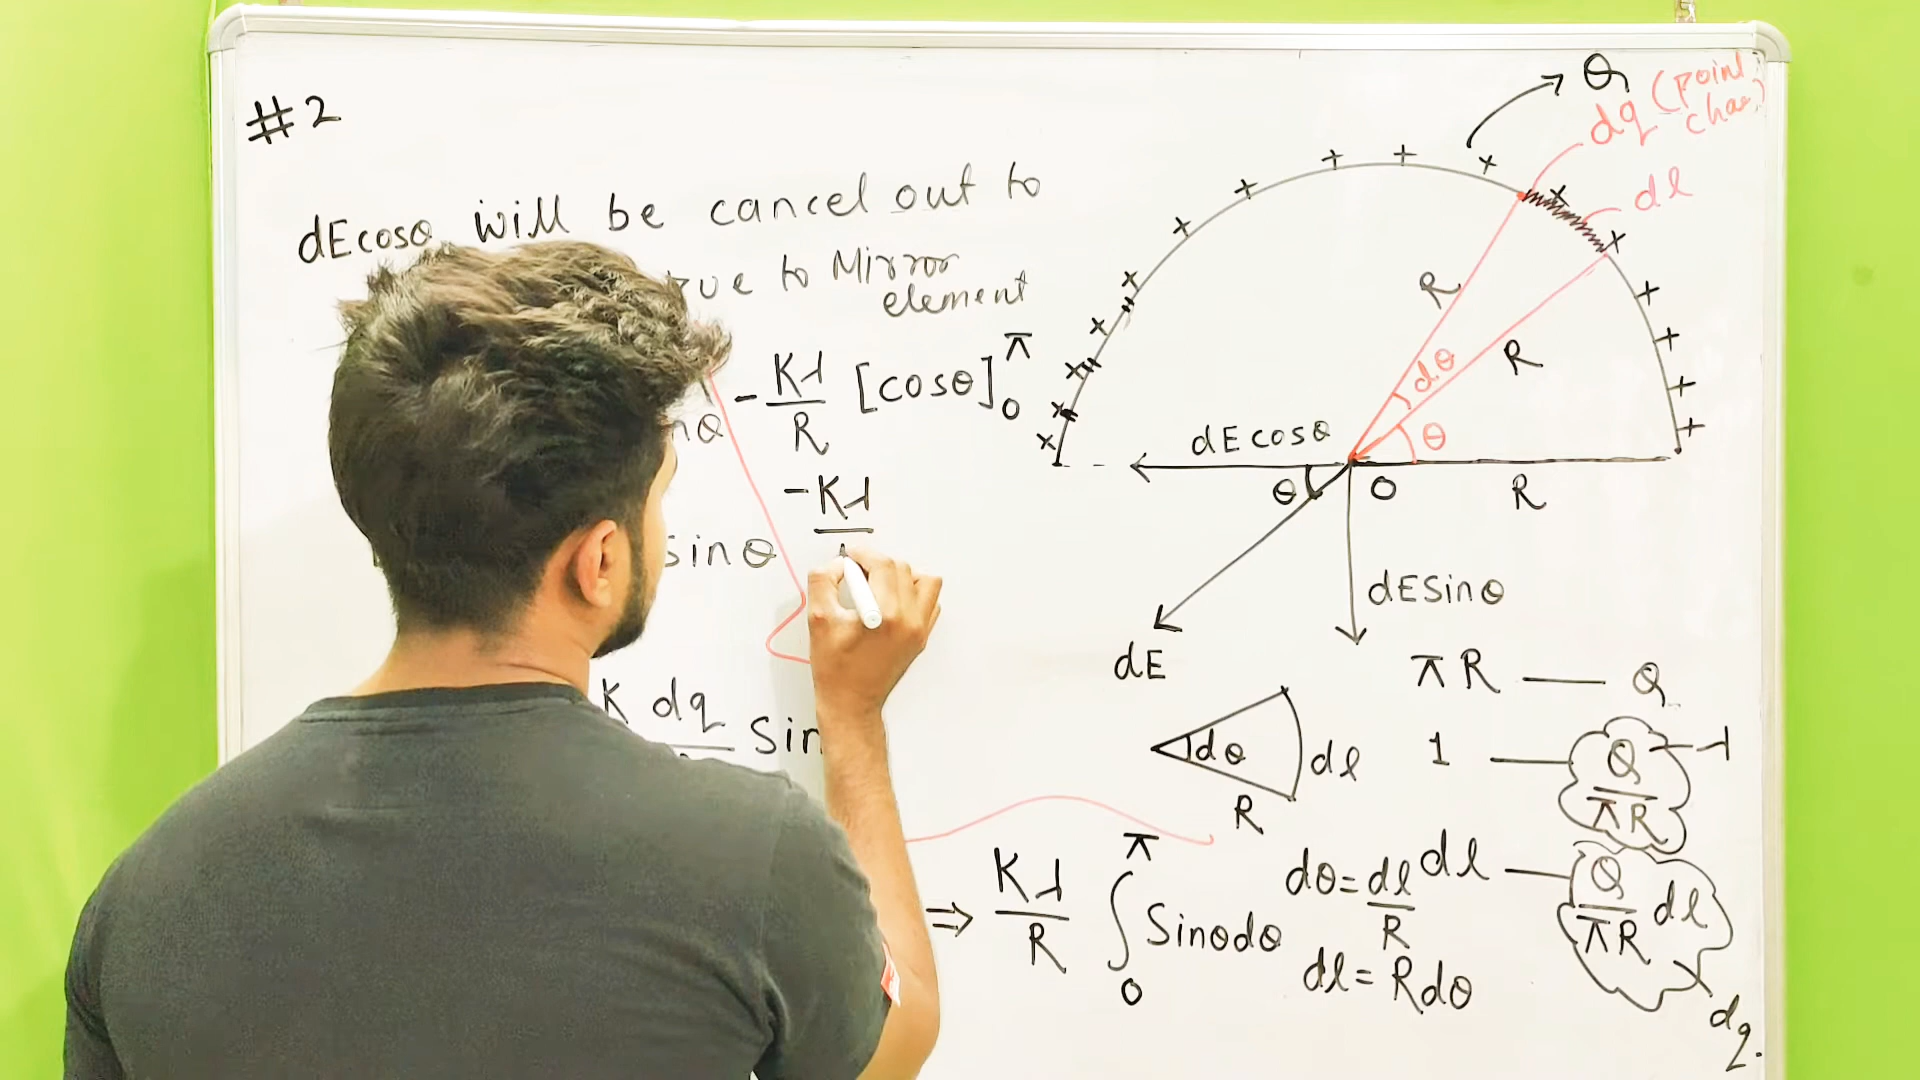 #2
dEcosθ will be cancel out to
to Mirror
element
- Kλ/R [cosθ]₀^π
-Kλ
sinθ
K dq
Sin
⇒ Kλ/R ∫₀^π Sinθdθ
Q
dq (point
dl
R
dθ
R
θ
dEcosθ
θ
O
R
dESinθ
dE
πR — Q
dθ
dl
R
1 — Q/πR — λ
dθ = dl/R
dl = Rdθ
dl — Q/πR dl
dq.